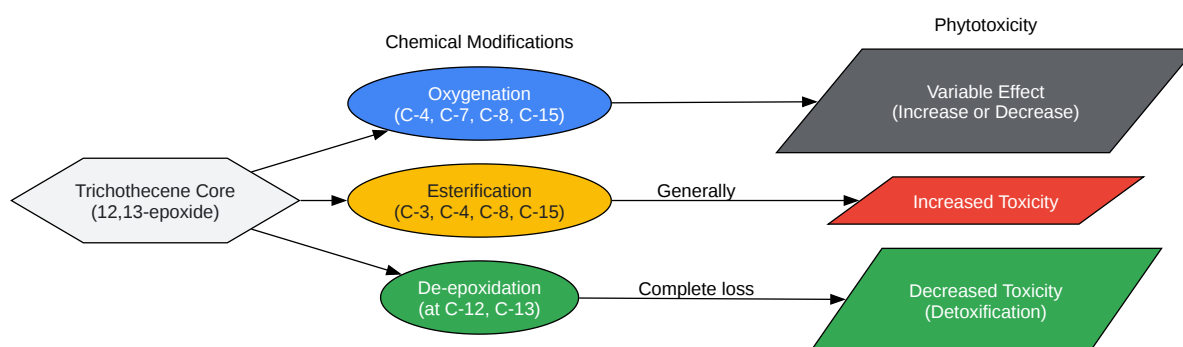 Chemical Modifications
Phytotoxicity
Trichothecene Core
(12,13-epoxide)
Oxygenation
(C-4, C-7, C-8, C-15)
Variable Effect
(Increase or Decrease)
Esterification
(C-3, C-4, C-8, C-15)
Generally
Increased Toxicity
De-epoxidation
(at C-12, C-13)
Complete loss
Decreased Toxicity
(Detoxification)